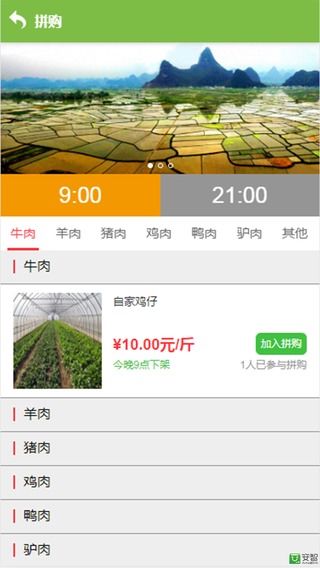 拼购
9:00
21:00
牛肉 羊肉 猪肉 鸡肉 鸭肉 驴肉 其他
牛肉
自家鸡仔
¥10.00元/斤
加入拼购
今晚9点下架
1人已参与拼购
羊肉
猪肉
鸡肉
鸭肉
驴肉
安智